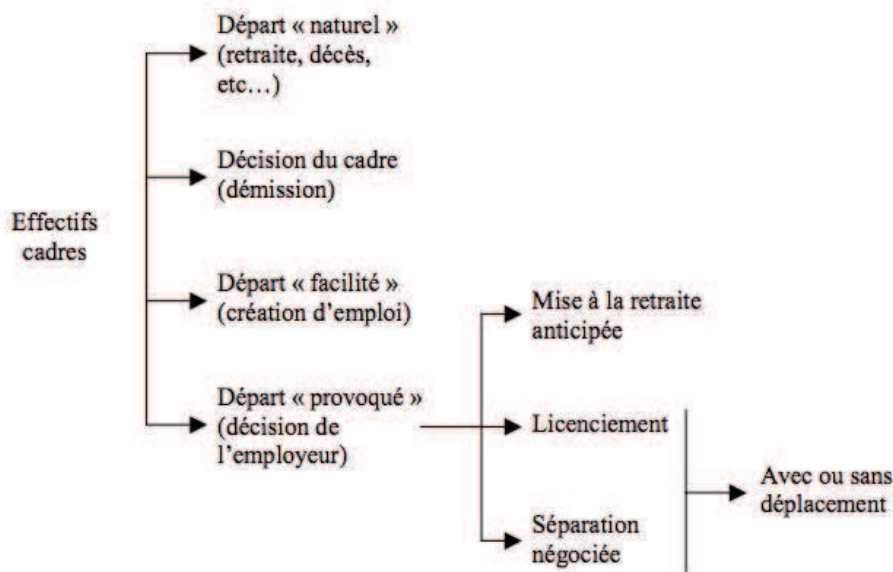 Effectifs
cadres
Départ « naturel »
(retraite, décès,
etc…)
Décision du cadre
(démission)
Départ « facilité »
(création d’emploi)
Départ « provoqué »
(décision de
l’employeur)
Mise à la retraite
anticipée
Licenciement
Séparation
négociée
Avec ou sans
déplacement